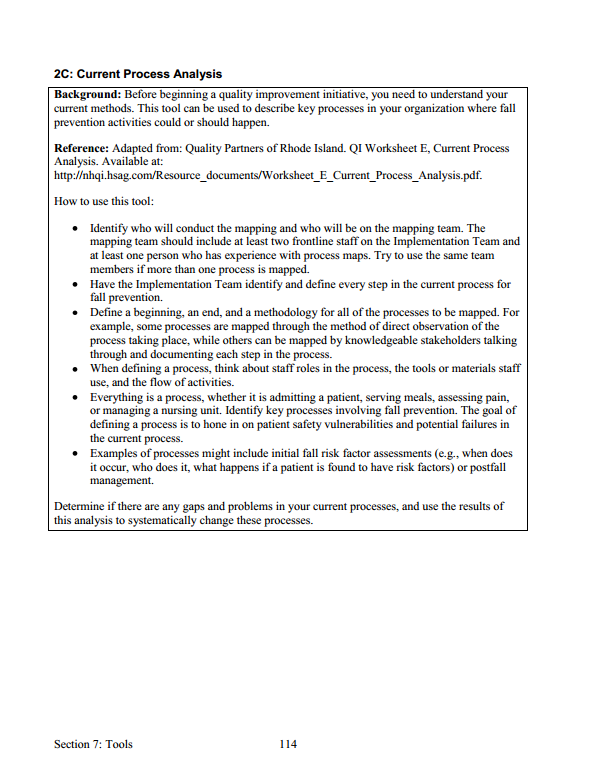 2C: Current Process Analysis
Background: Before beginning a quality improvement initiative, you need to understand your
current methods. This tool can be used to describe key processes in your organization where fall
prevention activities could or should happen.
Reference: Adapted from: Quality Partners of Rhode Island. QI Worksheet E, Current Process
Analysis. Available at:
http://nhqi.hsag.com/Resource_documents/Worksheet_E_Current_Process_Analysis.pdf.
How to use this tool:
• Identify who will conduct the mapping and who will be on the mapping team. The
mapping team should include at least two frontline staff on the Implementation Team and
at least one person who has experience with process maps. Try to use the same team
members if more than one process is mapped.
• Have the Implementation Team identify and define every step in the current process for
fall prevention.
• Define a beginning, an end, and a methodology for all of the processes to be mapped. For
example, some processes are mapped through the method of direct observation of the
process taking place, while others can be mapped by knowledgeable stakeholders talking
through and documenting each step in the process.
• When defining a process, think about staff roles in the process, the tools or materials staff
use, and the flow of activities.
• Everything is a process, whether it is admitting a patient, serving meals, assessing pain,
or managing a nursing unit. Identify key processes involving fall prevention. The goal of
defining a process is to hone in on patient safety vulnerabilities and potential failures in
the current process.
• Examples of processes might include initial fall risk factor assessments (e.g., when does
it occur, who does it, what happens if a patient is found to have risk factors) or postfall
management.
Determine if there are any gaps and problems in your current processes, and use the results of
this analysis to systematically change these processes.
Section 7: Tools 114